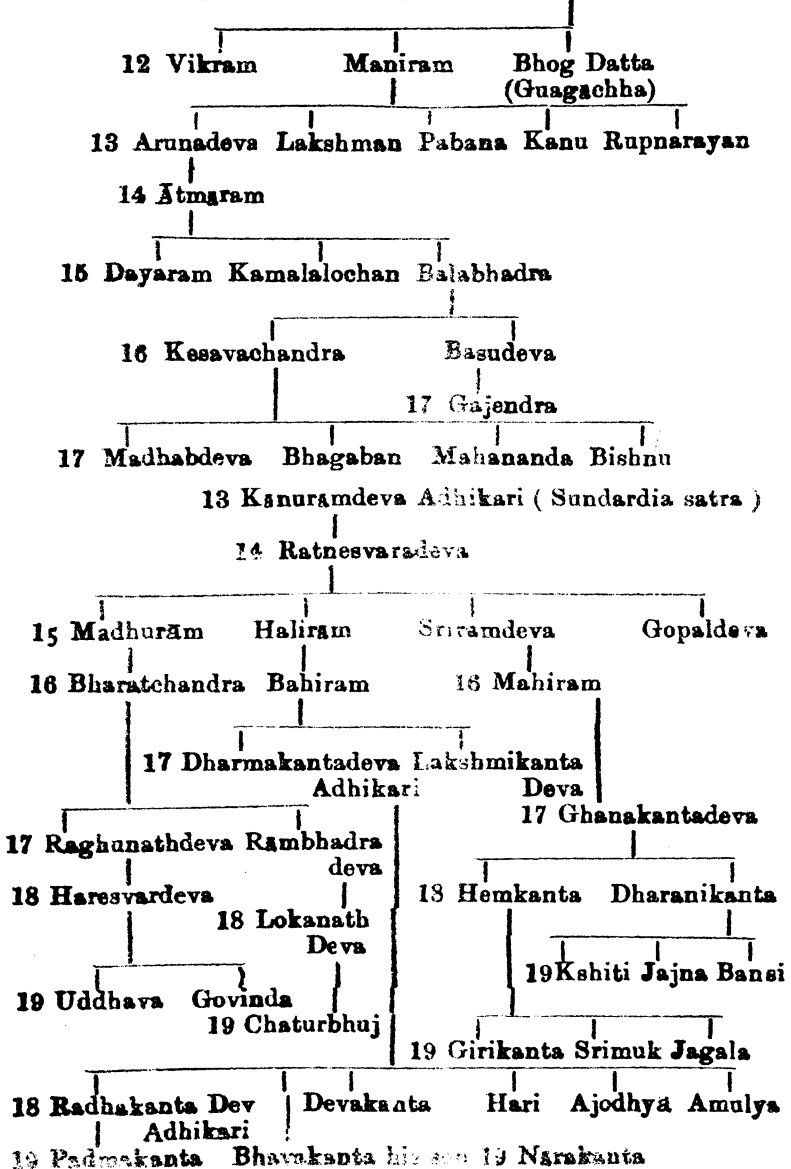 12 Vikram Maniram Bhog Datta
(Guagachha)
13 Arunadeva Lakshman Pabana Kanu Rupnarayan
14 Ātmaram
15 Dayaram Kamalalochan Balabhadra
16 Kesavachandra Basudeva
17 Gajendra
17 Madhabdeva Bhagaban Mahananda Bishnu
13 Kanuramdeva Adhikari ( Sundardia satra )
14 Ratnesvaradeva
15 Madhurām Haliram Sriramdeva Gopaldeva
16 Bharatchandra Bahiram 16 Mahiram
17 Dharmakantadeva Lakshmikanta
Adhikari Deva
17 Ghanakantadeva
17 Raghunathdeva Rambhadra
deva
18 Haresvardeva 18 Hemkanta Dharanikanta
18 Lokanath
Deva
19 Kshiti Jajna Bansi
19 Uddhava Govinda
19 Chaturbhuj
19 Girikanta Srimuk Jagala
18 Radhakanta Dev Devakanta Hari Ajodhyā Amulya
Adhikari
19 Padmakanta Bhavakanta his son 19 Narakanta